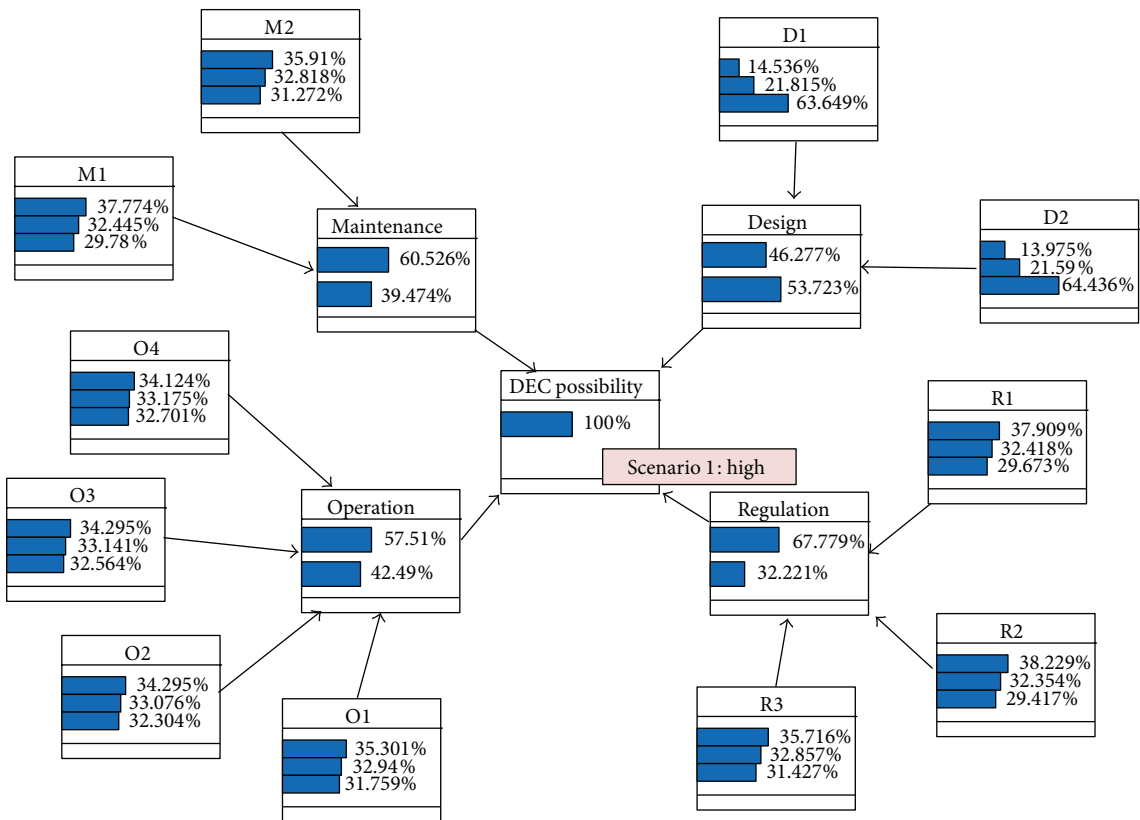 M2
35.91%
32.818%
31.272%
D1
14.536%
21.815%
63.649%
M1
37.774%
32.445%
29.78%
Maintenance
60.526%
39.474%
Design
46.277%
53.723%
D2
13.975%
21.59%
64.436%
O4
34.124%
33.175%
32.701%
DEC possibility
100%
Scenario 1: high
R1
37.909%
32.418%
29.673%
O3
34.295%
33.141%
32.564%
Operation
57.51%
42.49%
Regulation
67.779%
32.221%
O2
34.295%
33.076%
32.304%
R2
38.229%
32.354%
29.417%
O1
35.301%
32.94%
31.759%
R3
35.716%
32.857%
31.427%